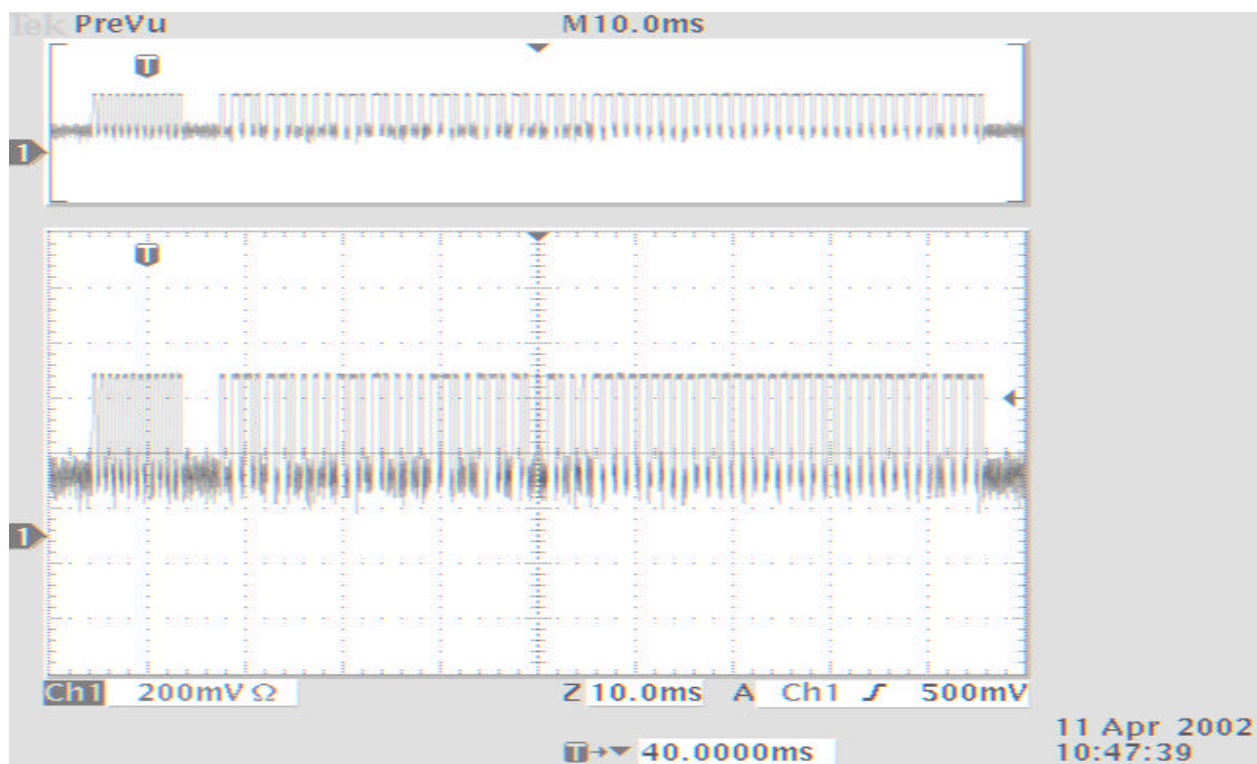 Tek PreVu M 10.0ms
T
1
T
1
Ch1 200mV Ω Z 10.0ms A Ch1 ƒ 500mV
T→▼ 40.0000ms
11 Apr 2002
10:47:39